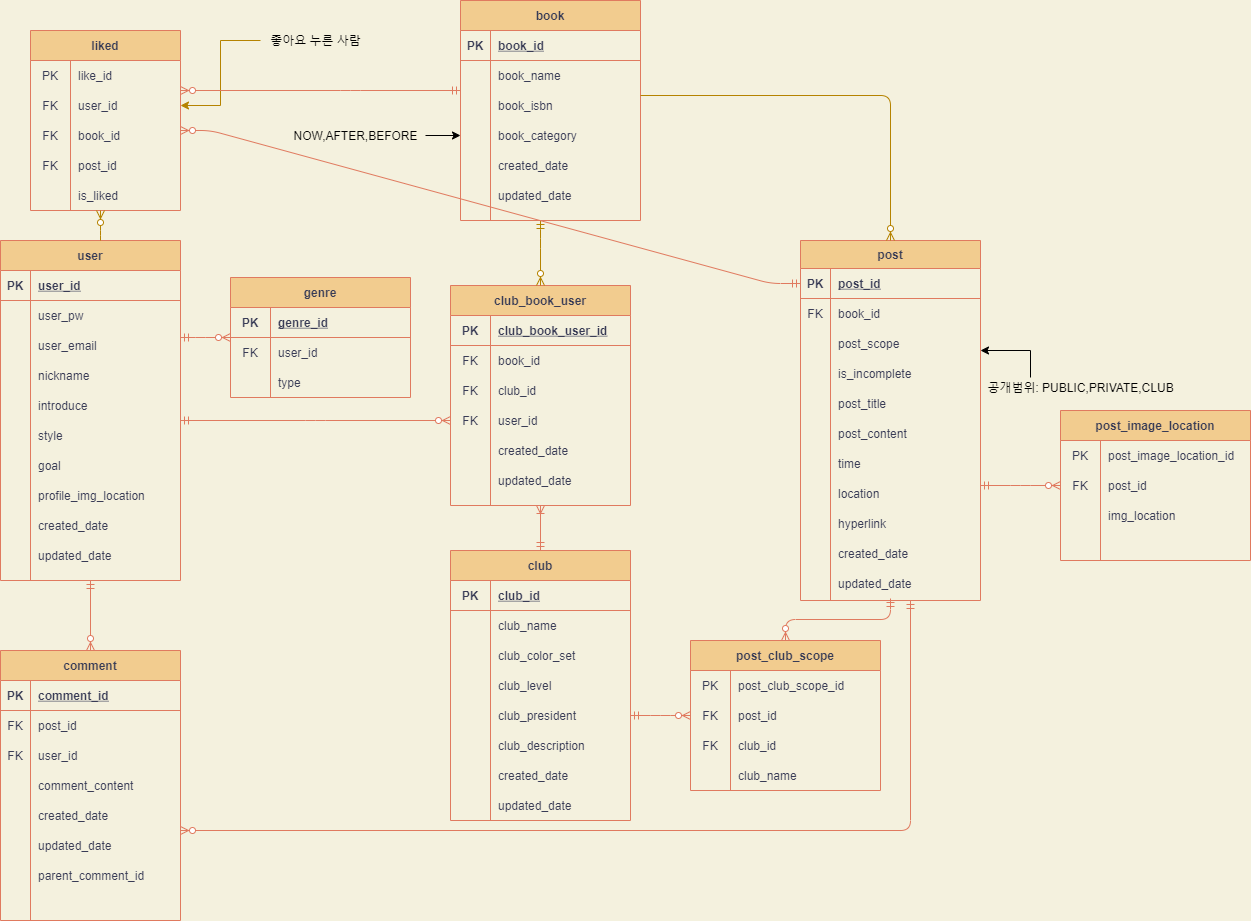 book
PK book_id
book_name
book_isbn
book_category
created_date
updated_date
liked
PK like_id
FK user_id
FK book_id
FK post_id
is_liked
좋아요 누른 사람
NOW,AFTER,BEFORE
user
PK user_id
user_pw
user_email
nickname
introduce
style
goal
profile_img_location
created_date
updated_date
genre
PK genre_id
FK user_id
type
club_book_user
PK club_book_user_id
FK book_id
FK club_id
FK user_id
created_date
updated_date
post
PK post_id
FK book_id
post_scope
is_incomplete
post_title
post_content
time
location
hyperlink
created_date
updated_date
공개범위: PUBLIC,PRIVATE,CLUB
post_image_location
PK post_image_location_id
FK post_id
img_location
club
PK club_id
club_name
club_color_set
club_level
club_president
club_description
created_date
updated_date
post_club_scope
PK post_club_scope_id
FK post_id
FK club_id
club_name
comment
PK comment_id
FK post_id
FK user_id
comment_content
created_date
updated_date
parent_comment_id